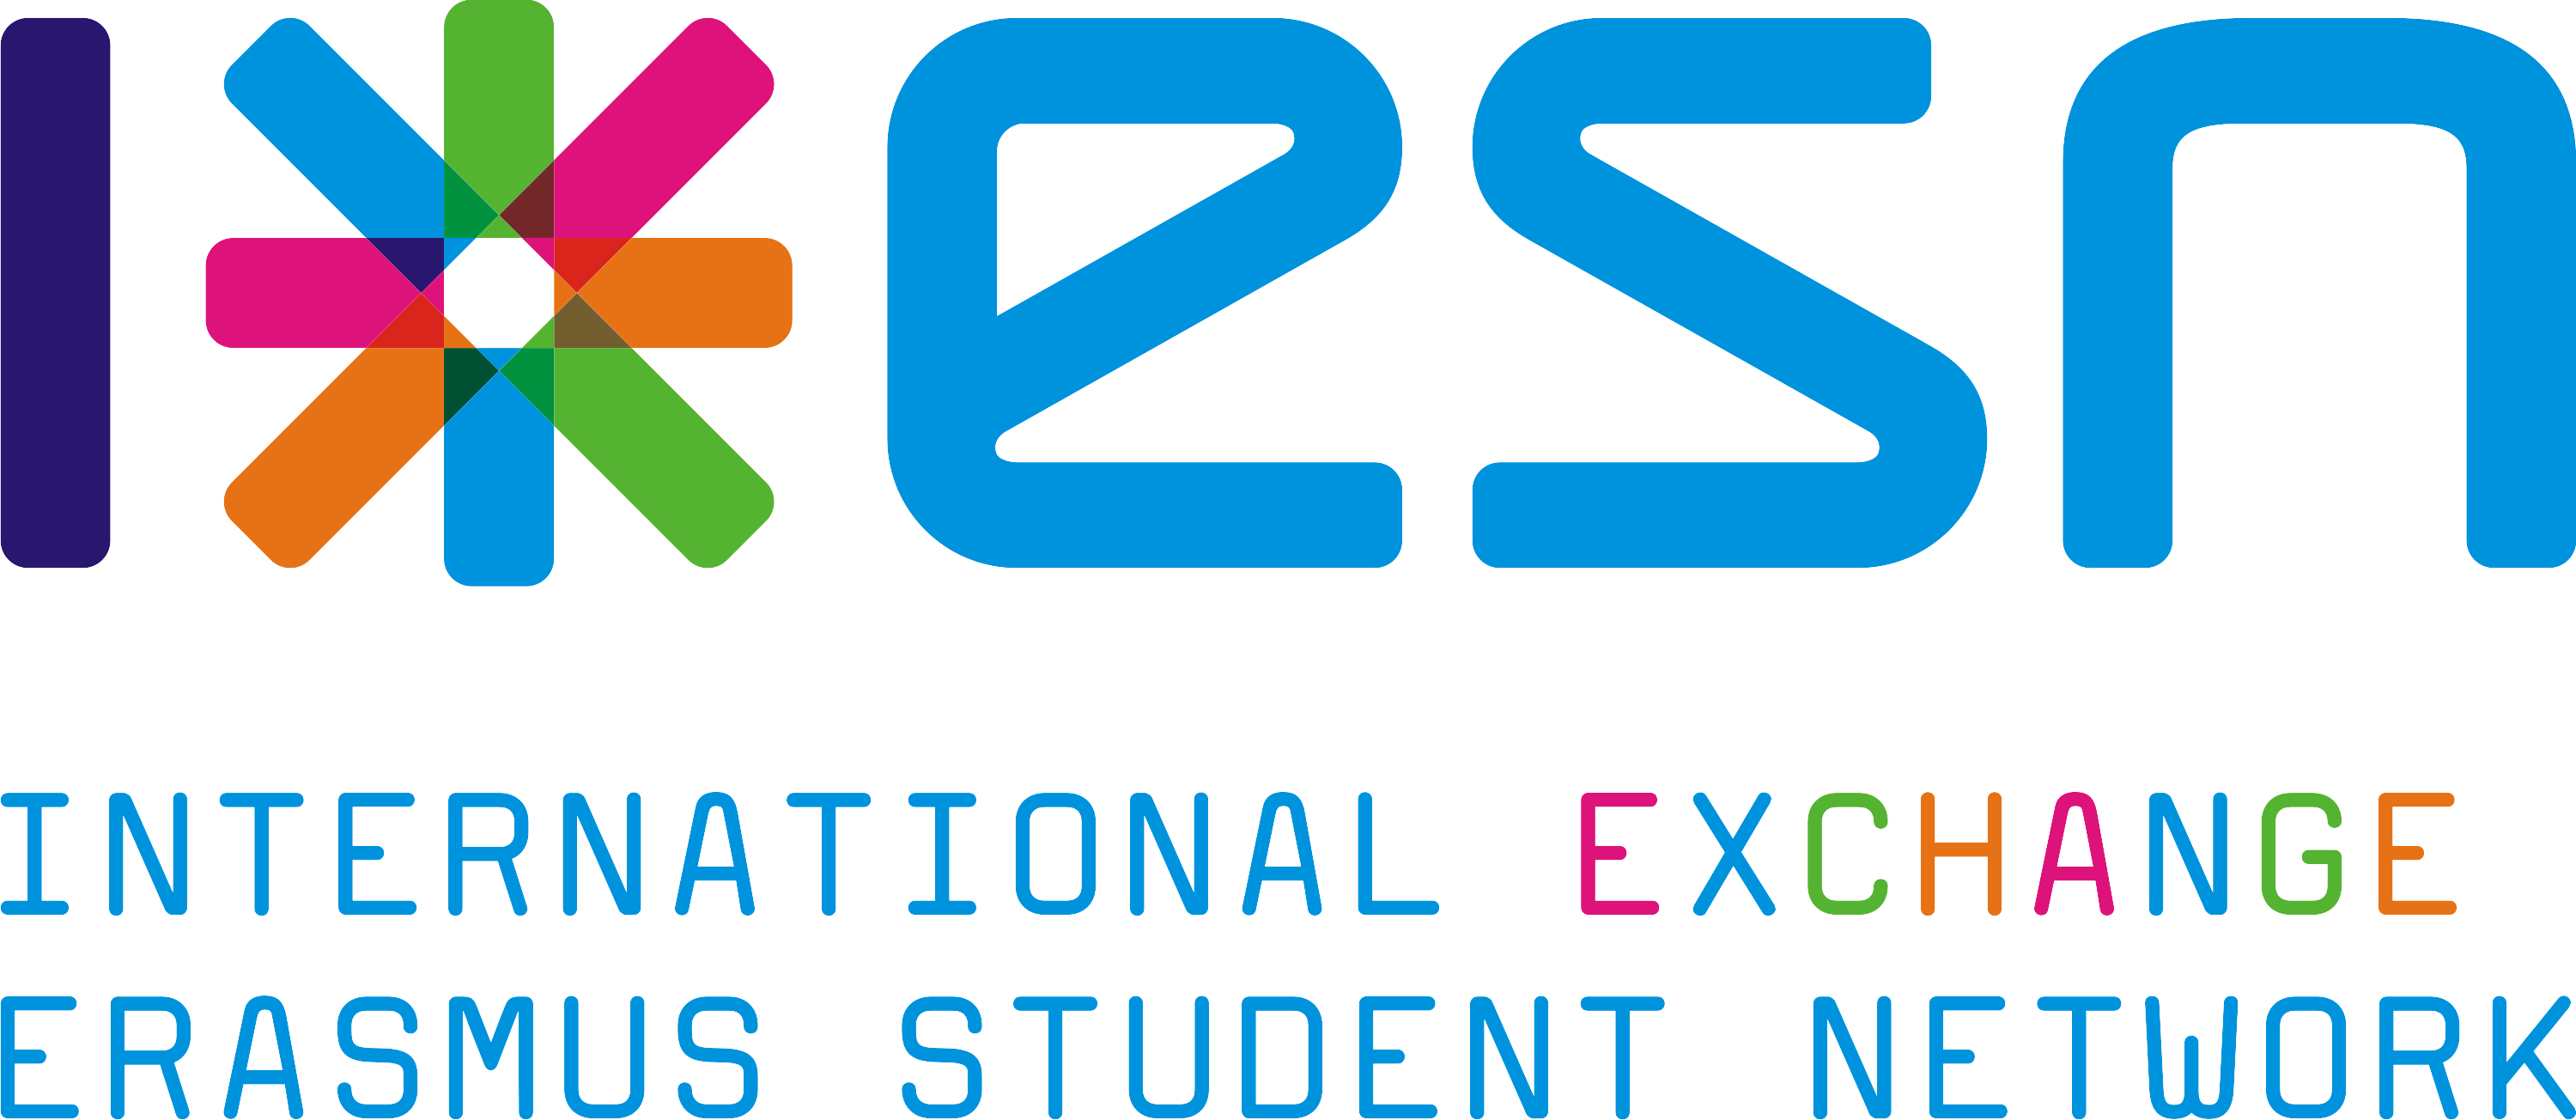 I esn
INTERNATIONAL EXCHANGE
ERASMUS STUDENT NETWORK